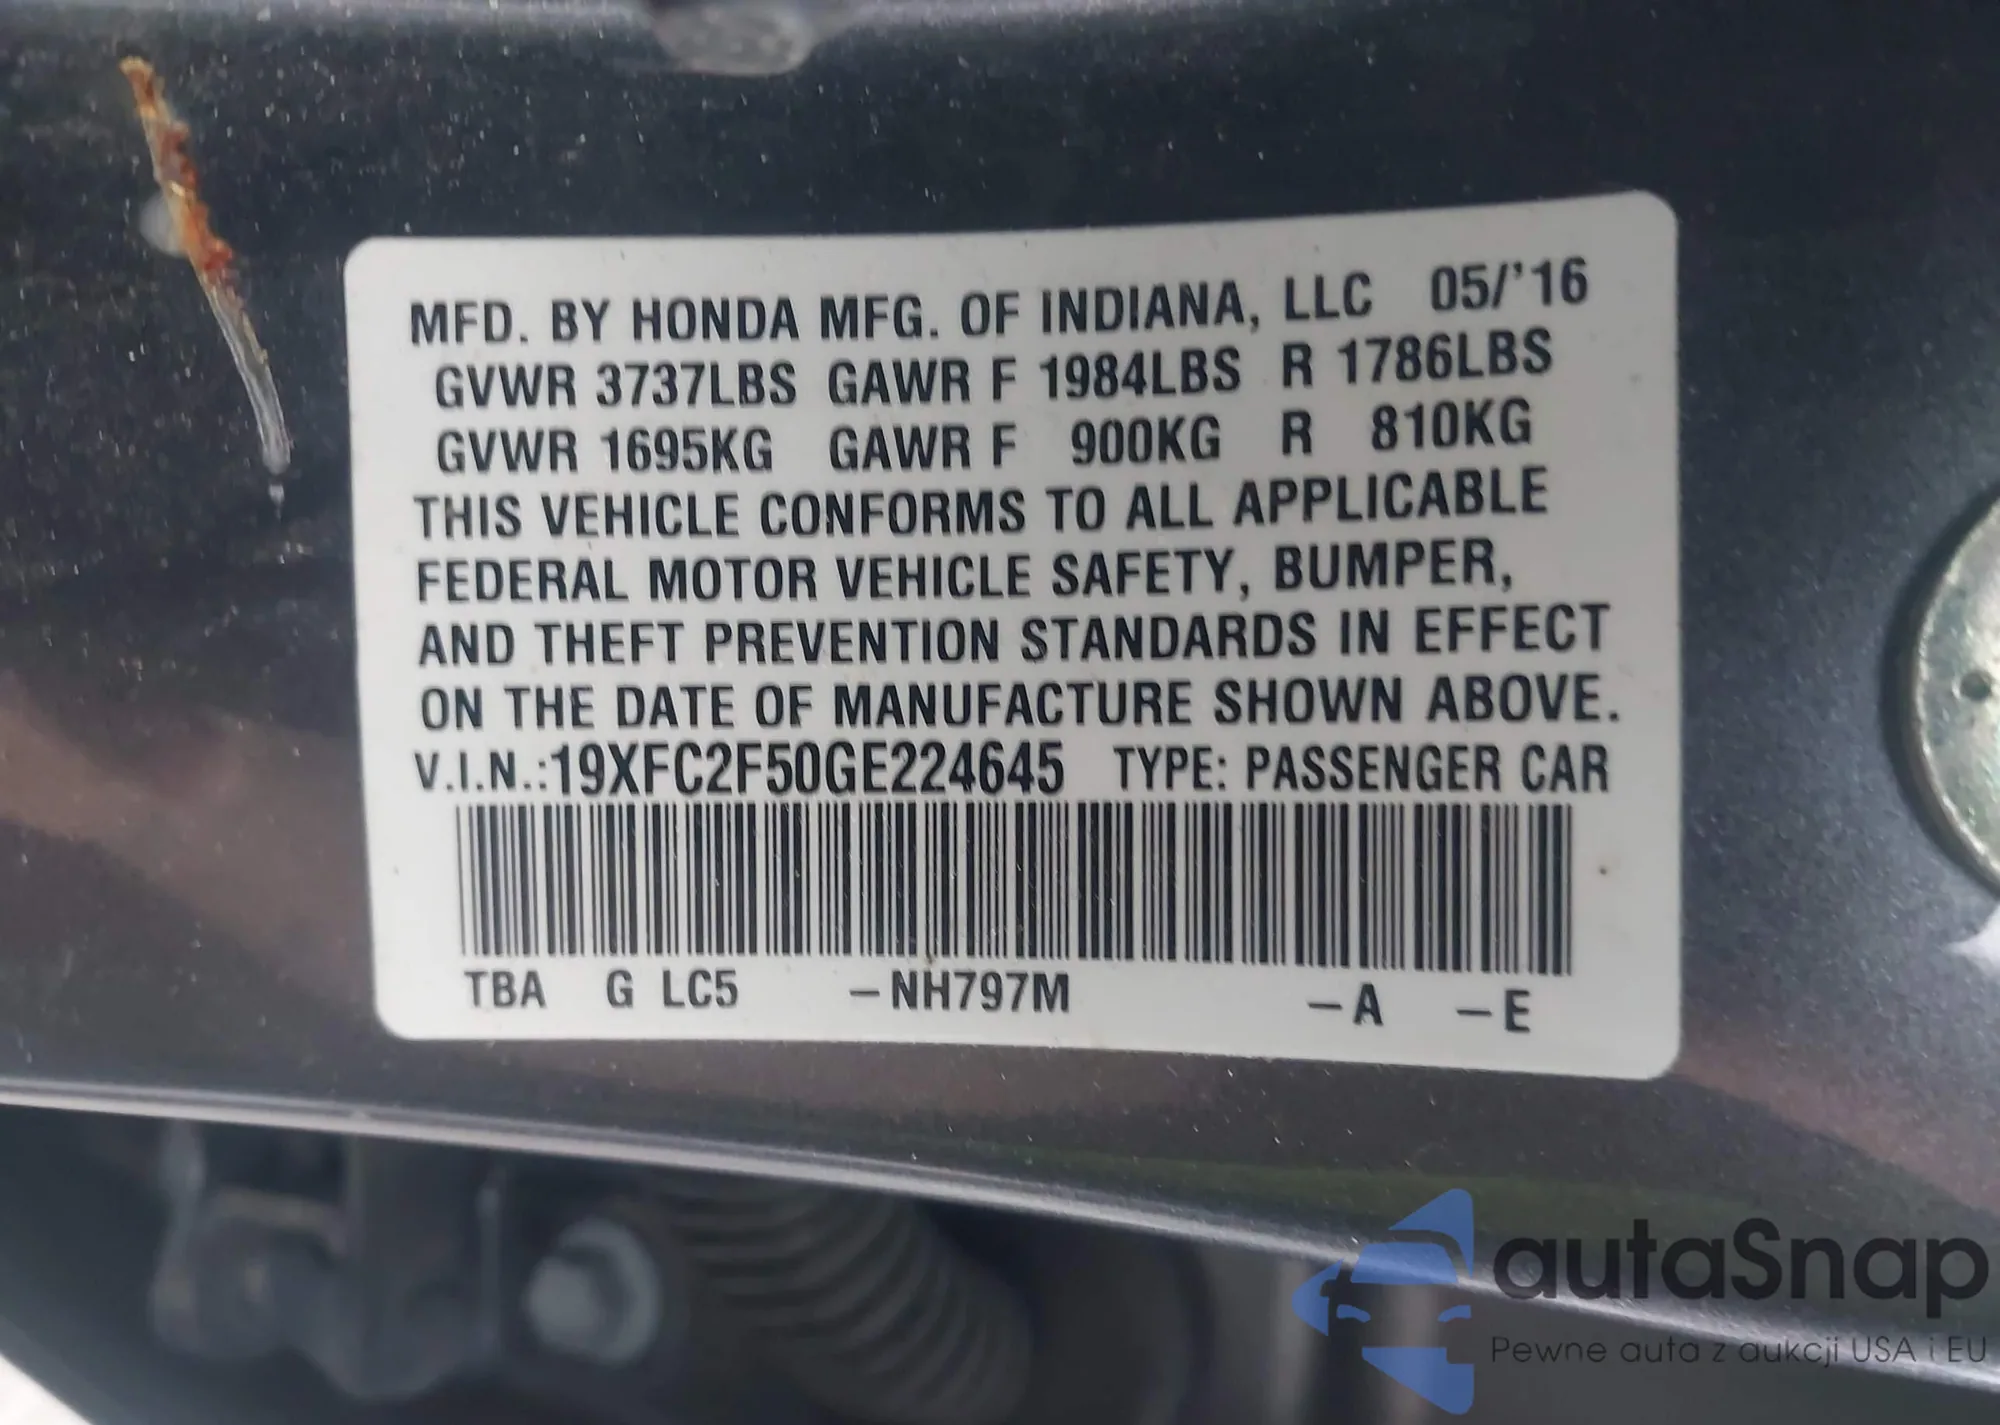 MFD. BY HONDA MFG. OF INDIANA, LLC 05/'16
GVWR 3737LBS GAWR F 1984LBS R 1786LBS
GVWR 1695KG GAWR F 900KG R 810KG
THIS VEHICLE CONFORMS TO ALL APPLICABLE
FEDERAL MOTOR VEHICLE SAFETY, BUMPER,
AND THEFT PREVENTION STANDARDS IN EFFECT
ON THE DATE OF MANUFACTURE SHOWN ABOVE.
V.I.N.:19XFC2F50GE224645 TYPE: PASSENGER CAR
TBA G LC5 –NH797M –A –E
autaSnap
Pewne auta z aukcji USA i EU